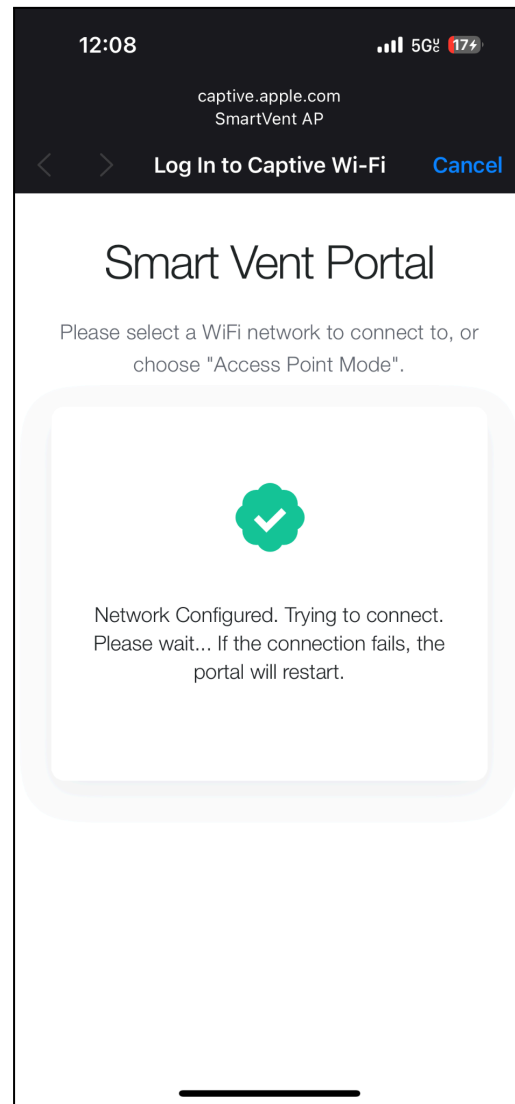 12:08
5GUC 17
captive.apple.com
SmartVent AP
Log In to Captive Wi-Fi Cancel
Smart Vent Portal
Please select a WiFi network to connect to, or
choose "Access Point Mode".
Network Configured. Trying to connect.
Please wait... If the connection fails, the
portal will restart.